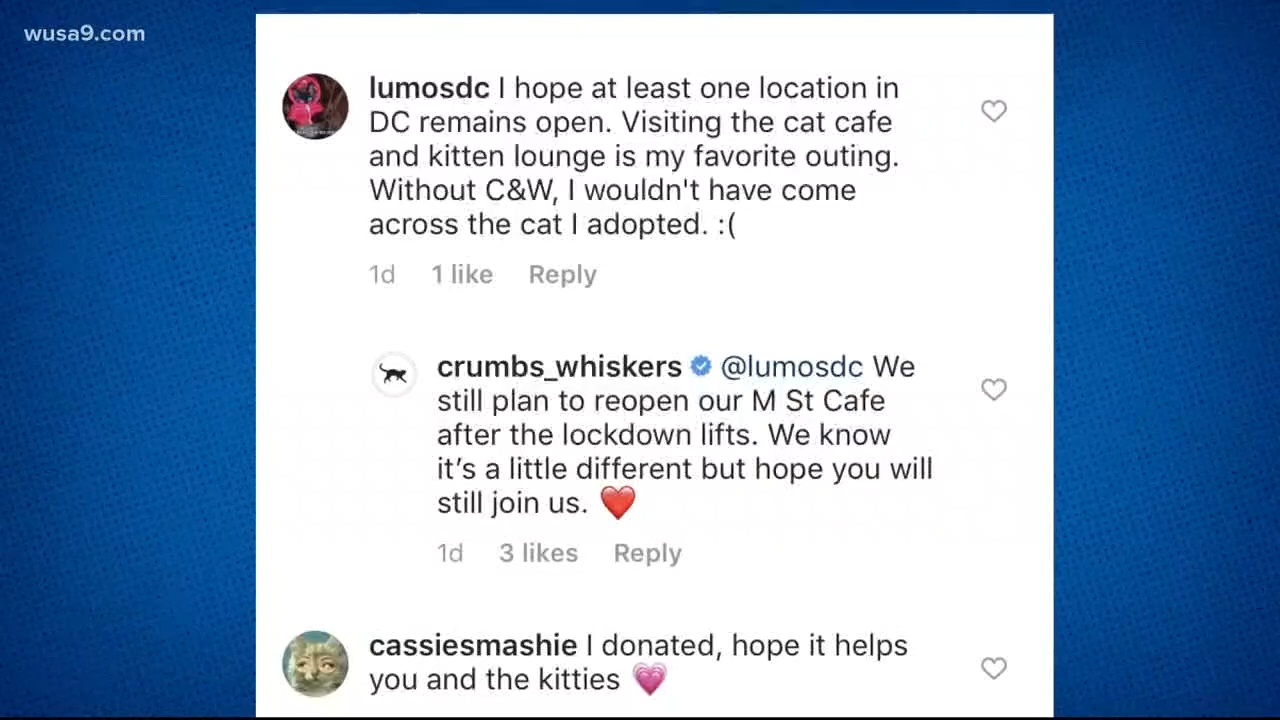 wusa9.com
lumosdc I hope at least one location in
DC remains open. Visiting the cat cafe
and kitten lounge is my favorite outing.
Without C&W, I wouldn't have come
across the cat I adopted. :(
1d 1 like Reply
crumbs_whiskers @lumosdc We
still plan to reopen our M St Cafe
after the lockdown lifts. We know
it’s a little different but hope you will
still join us. ❤️
1d 3 likes Reply
cassiesmashie I donated, hope it helps
you and the kitties 💗